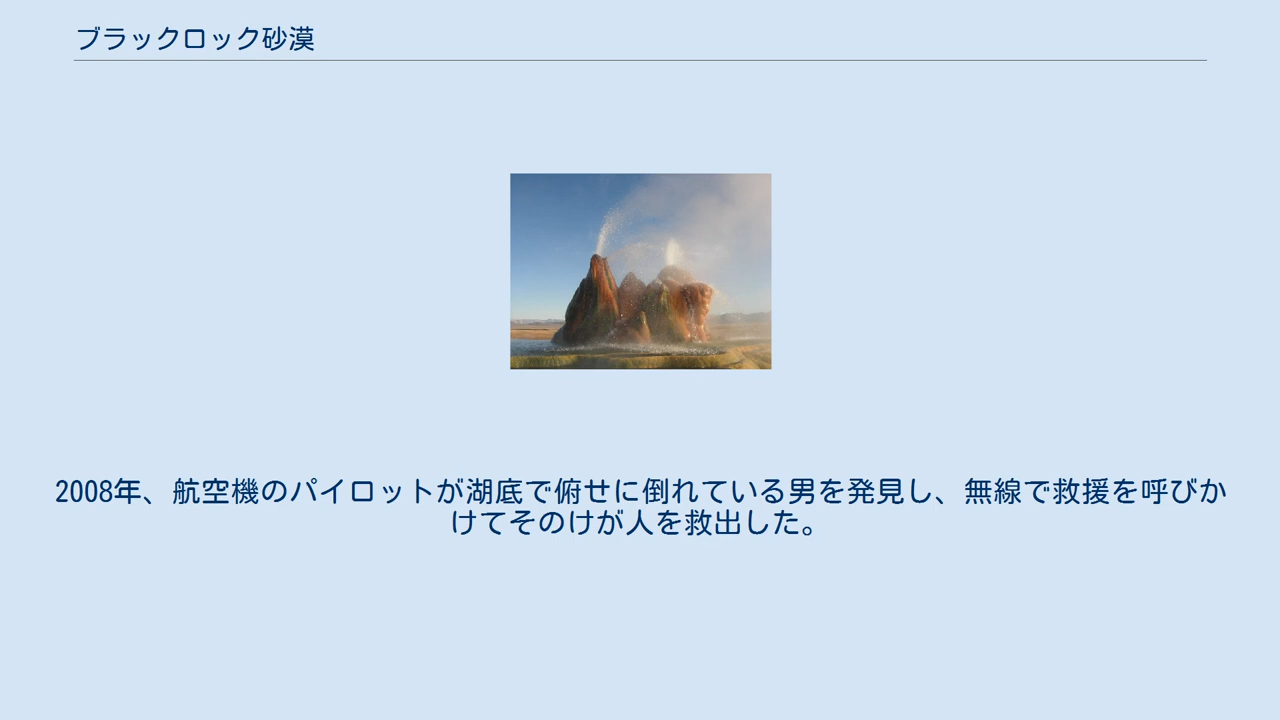 ブラックロック砂漠
2008年、航空機のパイロットが湖底で俯せに倒れている男を発見し、無線で救援を呼びか
けてそのけが人を救出した。